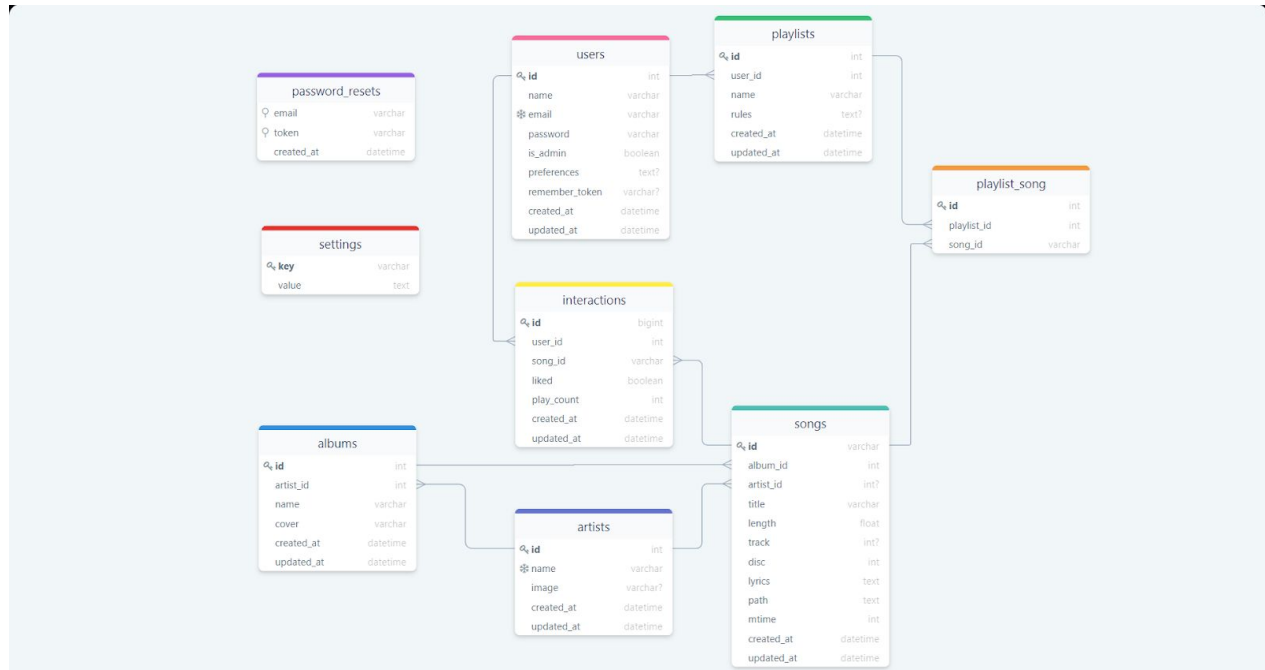 users
id int
name varchar
email varchar
password varchar
is_admin boolean
preferences text?
remember_token varchar?
created_at datetime
updated_at datetime
playlists
id int
user_id int
name varchar
rules text?
created_at datetime
updated_at datetime
password_resets
email varchar
token varchar
created_at datetime
playlist_song
id int
playlist_id int
song_id varchar
settings
key varchar
value text
interactions
id bigint
user_id int
song_id varchar
liked boolean
play_count int
created_at datetime
updated_at datetime
albums
id int
artist_id int
name varchar
cover varchar
created_at datetime
updated_at datetime
artists
id int
name varchar
image varchar?
created_at datetime
updated_at datetime
songs
id varchar
album_id int
artist_id int?
title varchar
length float
track int?
disc int
lyrics text
path text
mtime int
created_at datetime
updated_at datetime